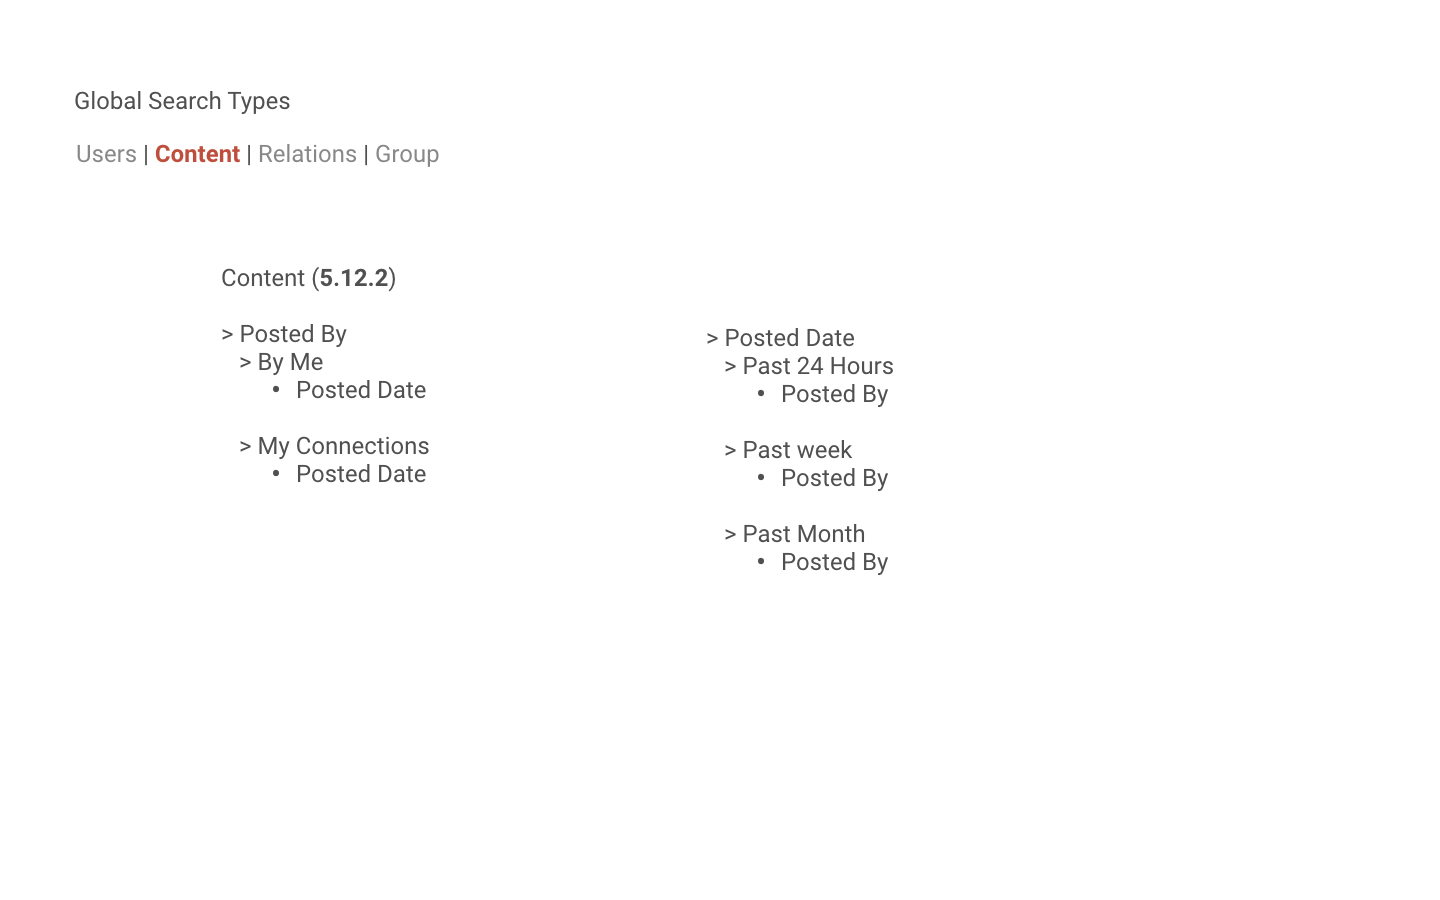 Global Search Types
Users | Content | Relations | Group
Content (5.12.2)
> Posted By
> By Me
• Posted Date
> My Connections
• Posted Date
> Posted Date
> Past 24 Hours
• Posted By
> Past week
• Posted By
> Past Month
• Posted By